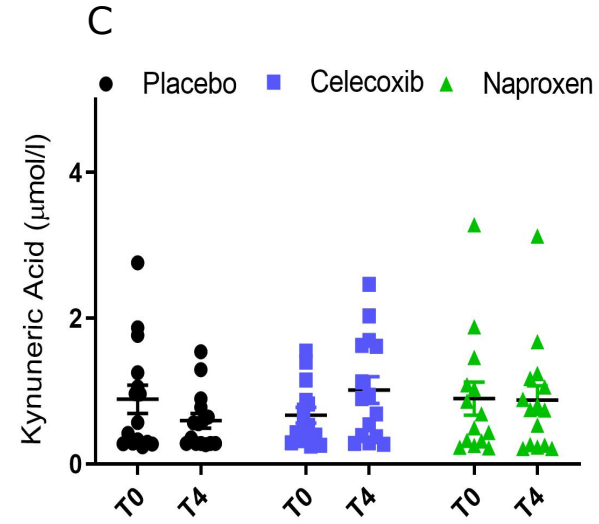 C
Placebo Celecoxib Naproxen
Kynuneric Acid (μmol/l)
4
2
0
T0 T4 T0 T4 T0 T4